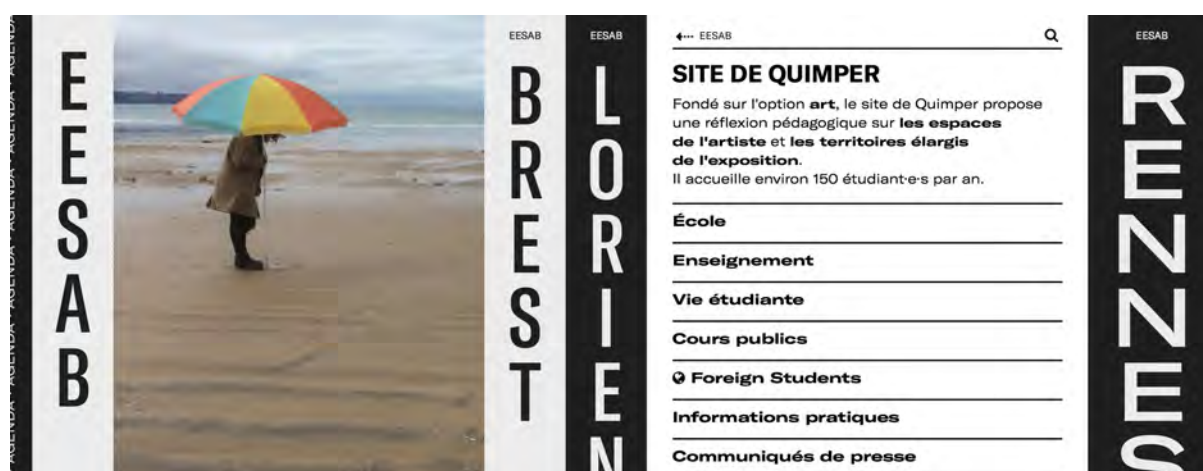 AGENDA · AGENDA · AGENDA · AGENDA · AGENDA
EESAB
EESAB
BREST
EESAB
LORIEN
EESAB
SITE DE QUIMPER
Fondé sur l'option art, le site de Quimper propose
une réflexion pédagogique sur les espaces
de l'artiste et les territoires élargis
de l'exposition.
Il accueille environ 150 étudiant·e·s par an.
École
Enseignement
Vie étudiante
Cours publics
Foreign Students
Informations pratiques
Communiqués de presse
EESAB
RENNES